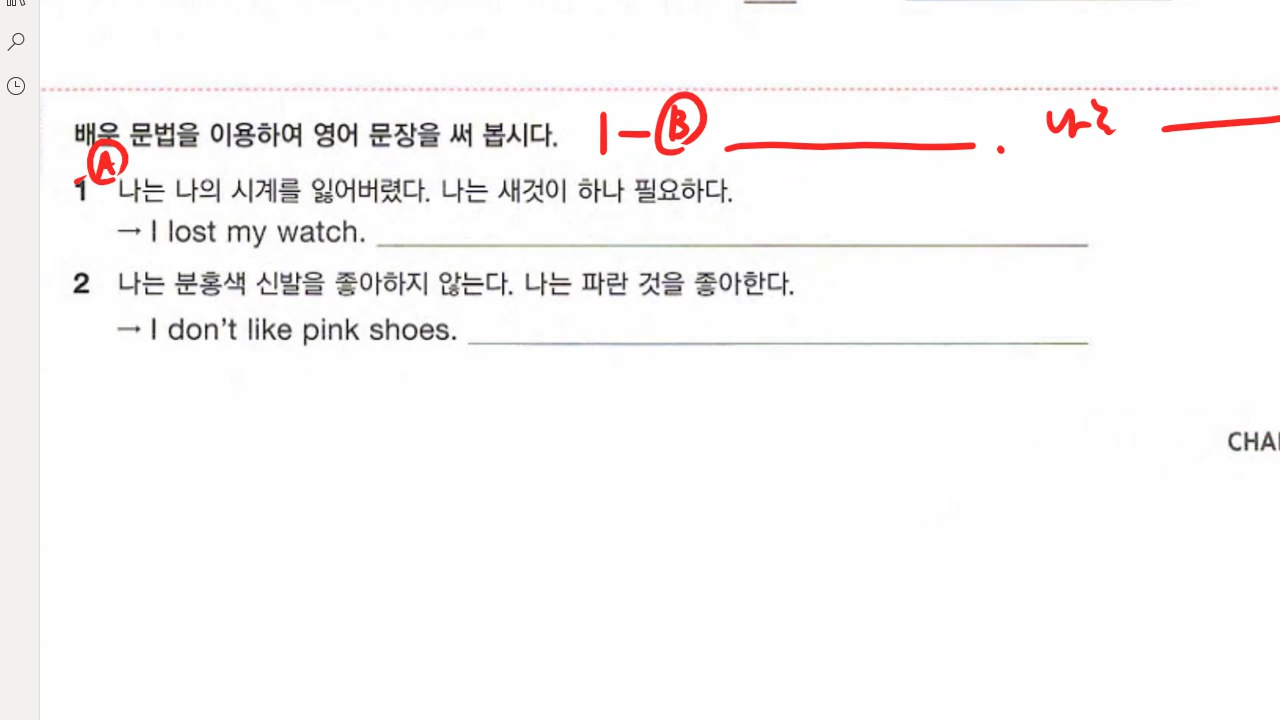 배운 문법을 이용하여 영어 문장을 써 봅시다. 1-Ⓑ . 나는
Ⓐ
1 나는 나의 시계를 잃어버렸다. 나는 새것이 하나 필요하다.
→ I lost my watch.
2 나는 분홍색 신발을 좋아하지 않는다. 나는 파란 것을 좋아한다.
→ I don't like pink shoes.